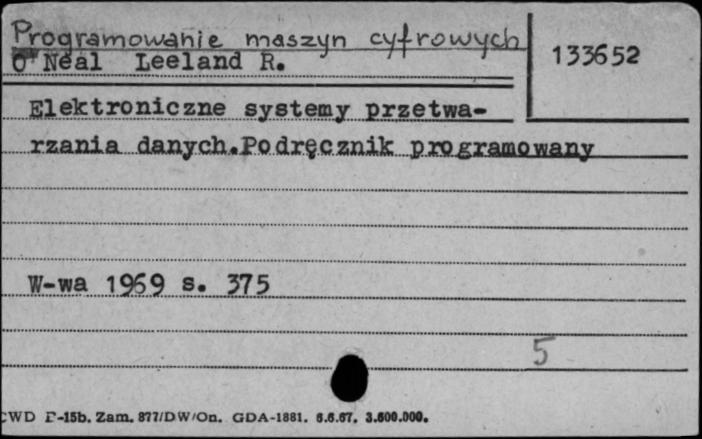 Programowanie maszyn cyfrowych
133652
O'Neal Leeland R.
Elektroniczne systemy przetwa-
rzania danych.Podręcznik programowany
W-wa 1969 s. 375
5
CWD P-15b. Zam. 877/DW/On. GDA-1881. 6.6.67. 3.600.000.